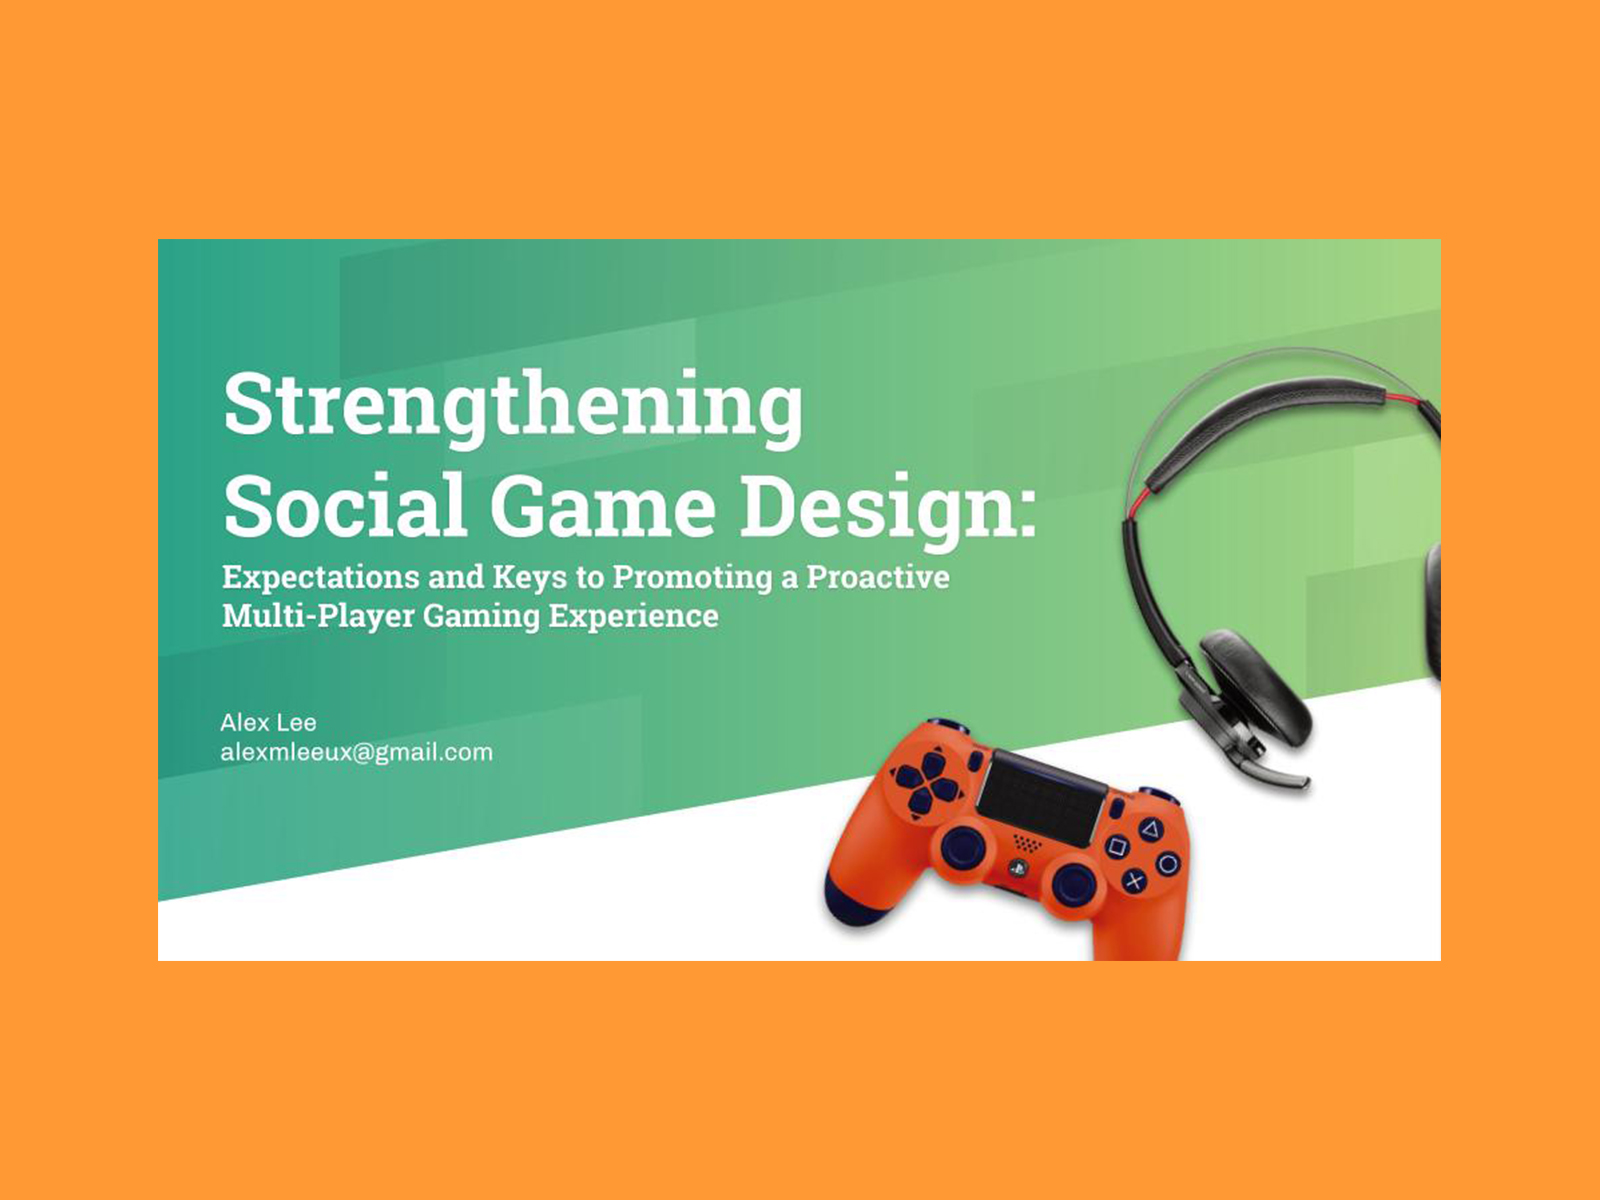 Strengthening
Social Game Design:
Expectations and Keys to Promoting a Proactive
Multi-Player Gaming Experience
Alex Lee
alexmleeux@gmail.com